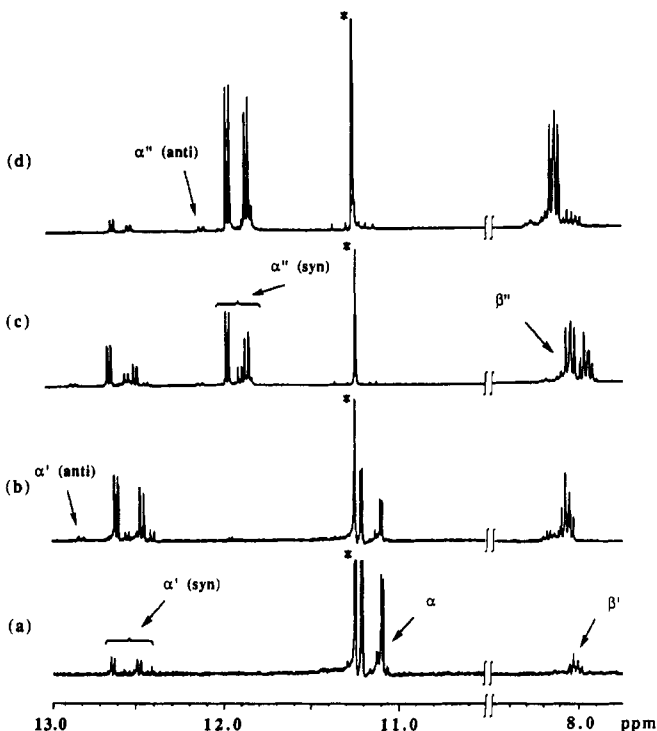 *
(d)
α" (anti)
*
α" (syn)
(c)
β"
*
α' (anti)
(b)
*
α' (syn)
α
β'
(a)
13.0 12.0 11.0 8.0 ppm